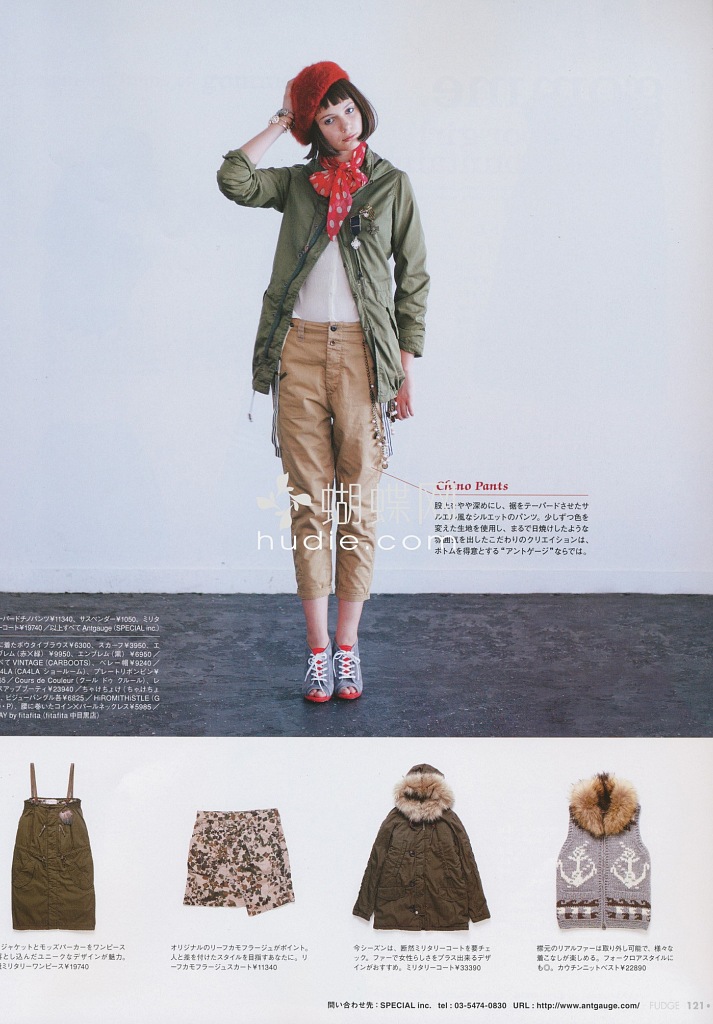 Chino Pants
股上をやや深めにし、裾をテーパードさせたサ
ルエル風なシルエットのパンツ。少しずつ色を
変えた生地を使用し、まるで日焼けしたような
雰囲気を出したこだわりのクリエイションは、
ボトムを得意とする“アントゲージ”ならでは。
蝴蝶网
hudie.com
ーパードチノパンツ¥11340、サスペンダー¥1050、ミリタ
ーコート¥19740／以上すべてAntgauge（SPECIAL inc.）
に着たボウタイブラウス¥6300、スカーフ¥3950、エ
ブレム（赤×緑）¥9950、エンブレム（黒）¥6950／
べてVINTAGE（CARBOOTS）、ベレー帽¥9240／
4LA（CA4LA ショールーム）、プレートリボンピン¥
65／Cours de Couleur（クール ドゥ クルール）、レ
スアップブーティ¥23940／ちゃけちょけ（ちゃけちょ
、ビジューバングル各¥6825／HiROMITHiSTLE（G
・P）、腰に巻いたコイン×パールネックレス¥5985／
AY by fitafita（fitafita 中目黒店）
ジャケットとモッズパーカーをワンピース
落とし込んだユニークなデザインが魅力。
ミリタリーワンピース¥19740
オリジナルのリーフカモフラージュがポイント。
人と差を付けたスタイルを目指すあなたに。リ
ーフカモフラージュスカート¥11340
今シーズンは、断然ミリタリーコートを要チェ
ック。ファーで女性らしさをプラス出来るデザ
インがおすすめ。ミリタリーコート¥33390
襟元のリアルファーは取り外し可能で、様々な
着こなしが楽しめる。フォークロアスタイル
にも◎。カウチンニットベスト¥22890
問い合わせ先：SPECIAL inc. tel：03-5474-0830 URL：http://www.antgauge.com/ FUDGE 121